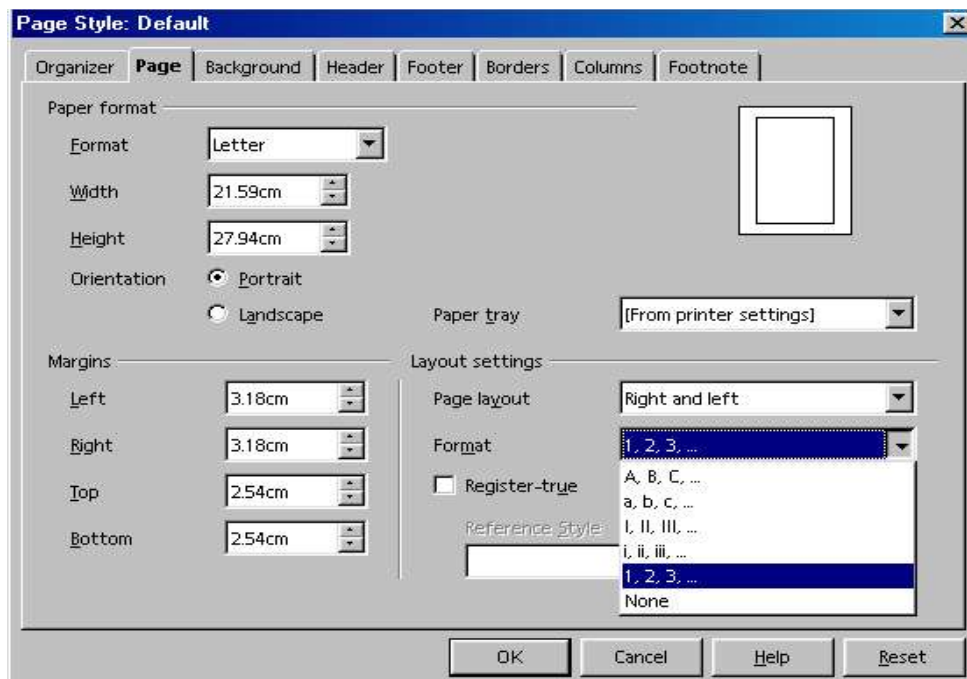 Page Style: Default
Organizer Page Background Header Footer Borders Columns Footnote
Paper format
Format Letter
Width 21.59cm
Height 27.94cm
Orientation Portrait
Landscape
Paper tray [From printer settings]
Margins
Left 3.18cm
Right 3.18cm
Top 2.54cm
Bottom 2.54cm
Layout settings
Page layout Right and left
Format 1, 2, 3, ...
A, B, C, ...
a, b, c, ...
I, II, III, ...
i, ii, iii, ...
1, 2, 3, ...
None
Register-true
Reference Style
OK Cancel Help Reset